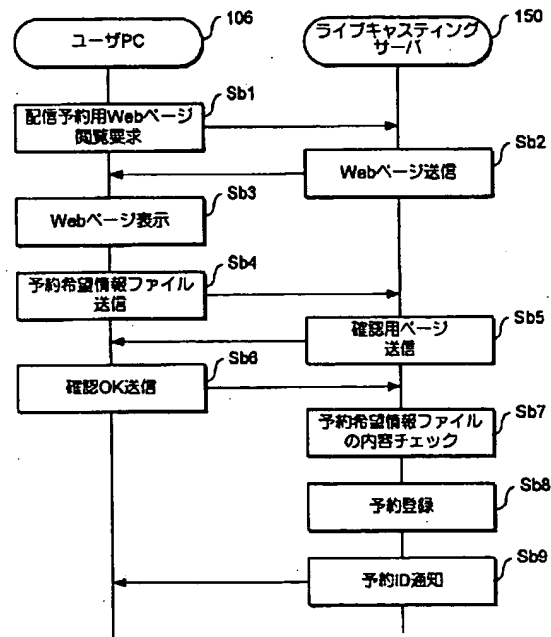 ユーザPC
106
ライブキャスティング
サーバ
150
配信予約用Webページ
閲覧要求
Sb1
Webページ送信
Sb2
Webページ表示
Sb3
予約希望情報ファイル
送信
Sb4
確認用ページ
送信
Sb5
確認OK送信
Sb6
予約希望情報ファイル
の内容チェック
Sb7
予約登録
Sb8
予約ID通知
Sb9